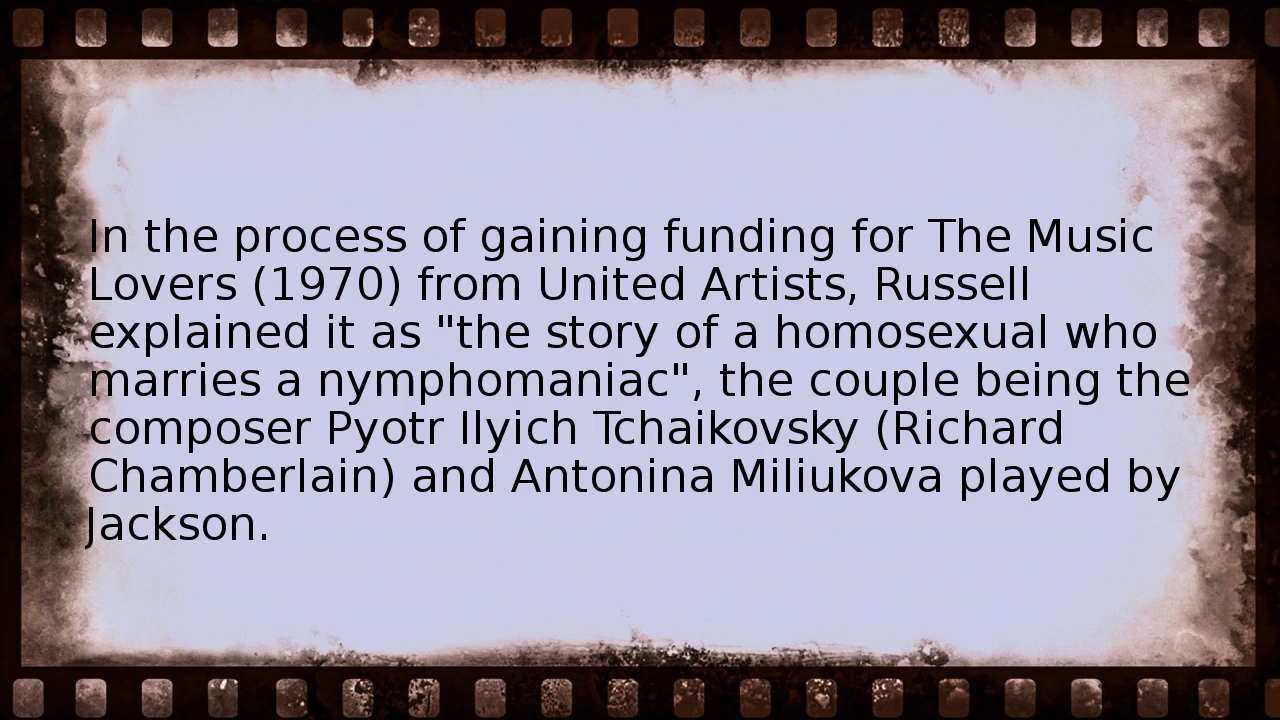 In the process of gaining funding for The Music
Lovers (1970) from United Artists, Russell
explained it as "the story of a homosexual who
marries a nymphomaniac", the couple being the
composer Pyotr Ilyich Tchaikovsky (Richard
Chamberlain) and Antonina Miliukova played by
Jackson.